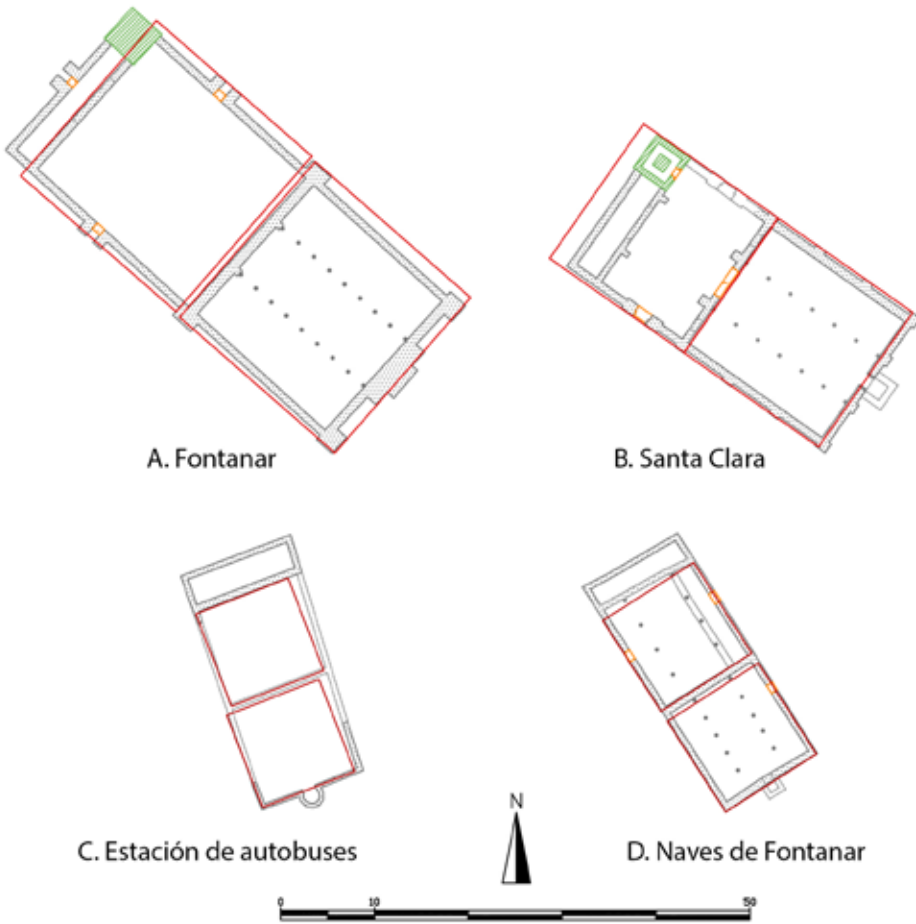 A. Fontanar
B. Santa Clara
C. Estación de autobuses
D. Naves de Fontanar
N
0 10 50